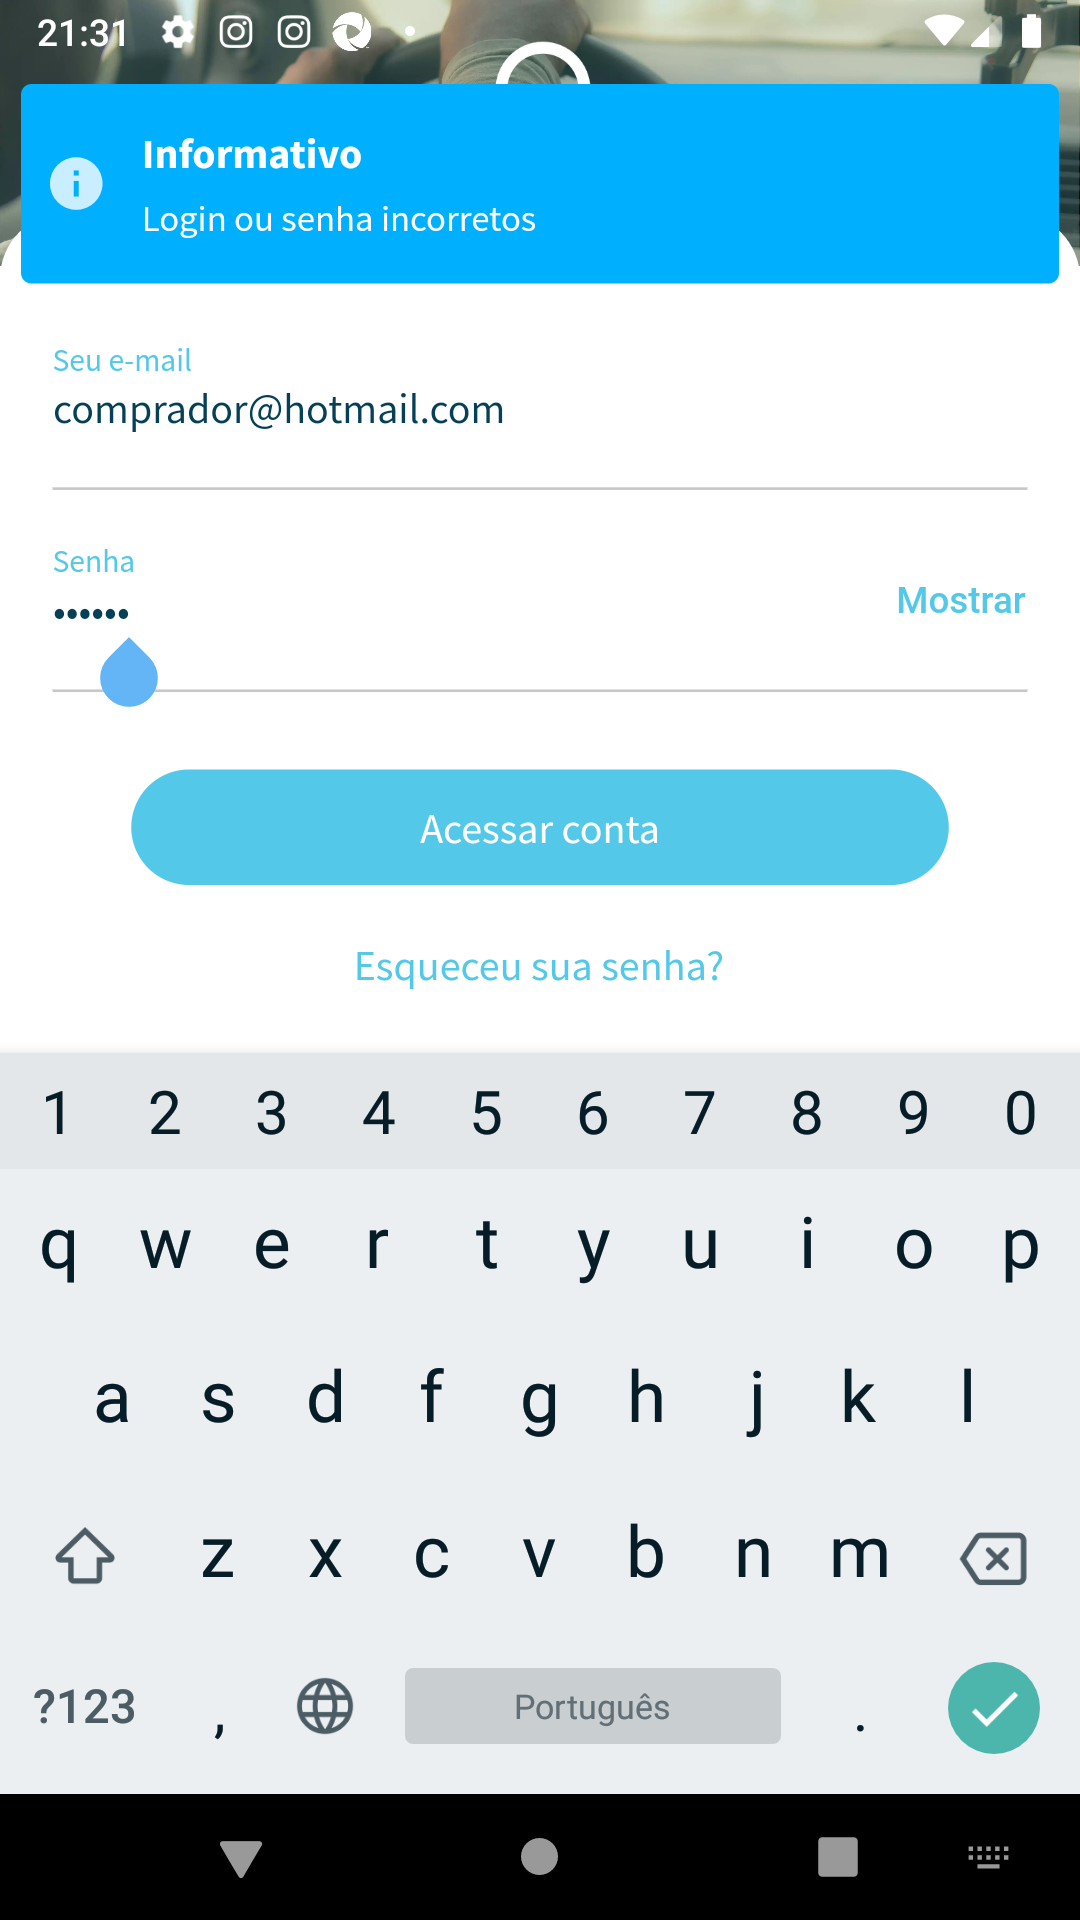 21:31
Informativo
Login ou senha incorretos
Seu e-mail
comprador@hotmail.com
Senha
••••••
Mostrar
Acessar conta
Esqueceu sua senha?
1 2 3 4 5 6 7 8 9 0
q w e r t y u i o p
a s d f g h j k l
z x c v b n m
?123 , Português .